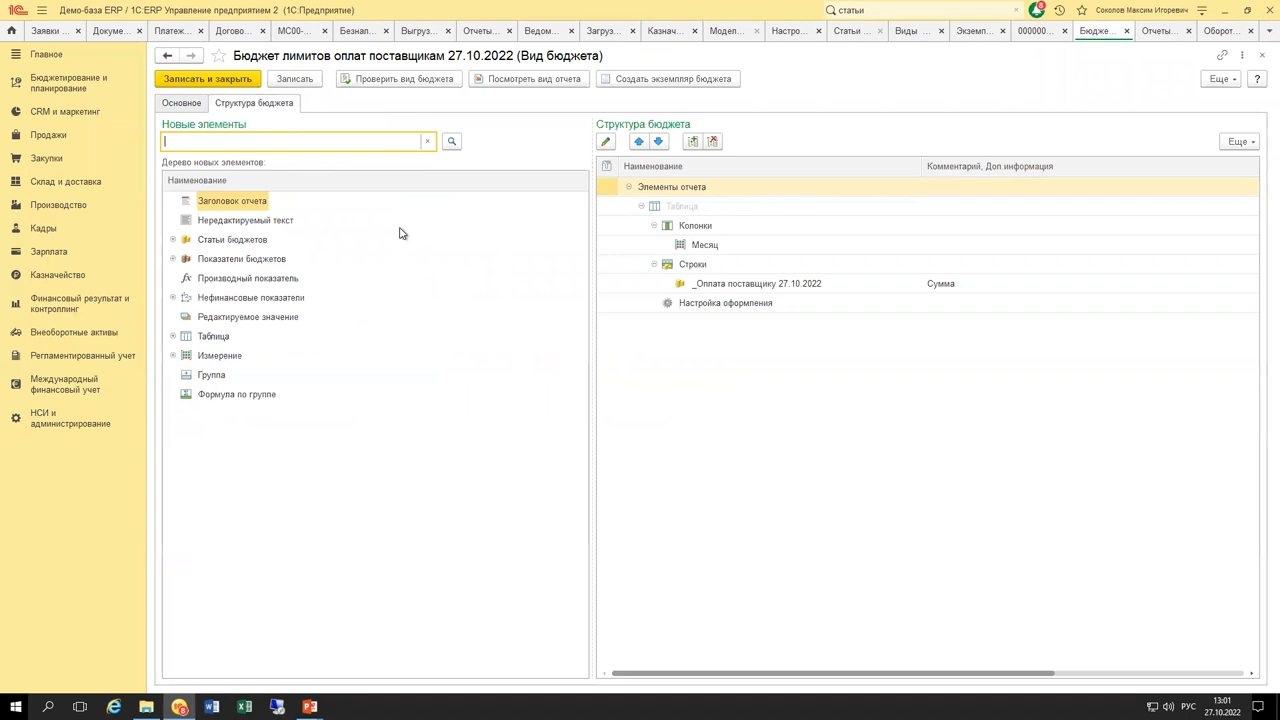 Демо-база ERP / 1С:ERP Управление предприятием 2 (1С:Предприятие)
статьи
8
Соколов Максим Игоревич
Заявки ...
Докуме...
Платеж...
Догово...
МС00-...
Безнал...
Выгруз...
Отчеты...
Ведом...
Загруз...
Казнач...
Модел...
Настро...
Статьи ...
Виды ...
Экземп...
000000...
Бюдже...
Отчеты...
Оборот...
Главное
Бюджетирование и
планирование
CRM и маркетинг
Продажи
Закупки
Склад и доставка
Производство
Кадры
Зарплата
Казначейство
Финансовый результат и
контроллинг
Внеоборотные активы
Регламентированный учет
Международный
финансовый учет
НСИ и
администрирование
Бюджет лимитов оплат поставщикам 27.10.2022 (Вид бюджета)
Записать и закрыть
Записать
Проверить вид бюджета
Посмотреть вид отчета
Создать экземпляр бюджета
Еще
?
Основное
Структура бюджета
Новые элементы
Дерево новых элементов:
Наименование
Заголовок отчета
Нередактируемый текст
Статьи бюджетов
Показатели бюджетов
fx Производный показатель
Нефинансовые показатели
Редактируемое значение
Таблица
Измерение
Группа
Формула по группе
Структура бюджета
Еще
Наименование
Комментарий, Доп.информация
Элементы отчета
Таблица
Колонки
Месяц
Строки
_Оплата поставщику 27.10.2022
Сумма
Настройка оформления
РУС
13:01
27.10.2022